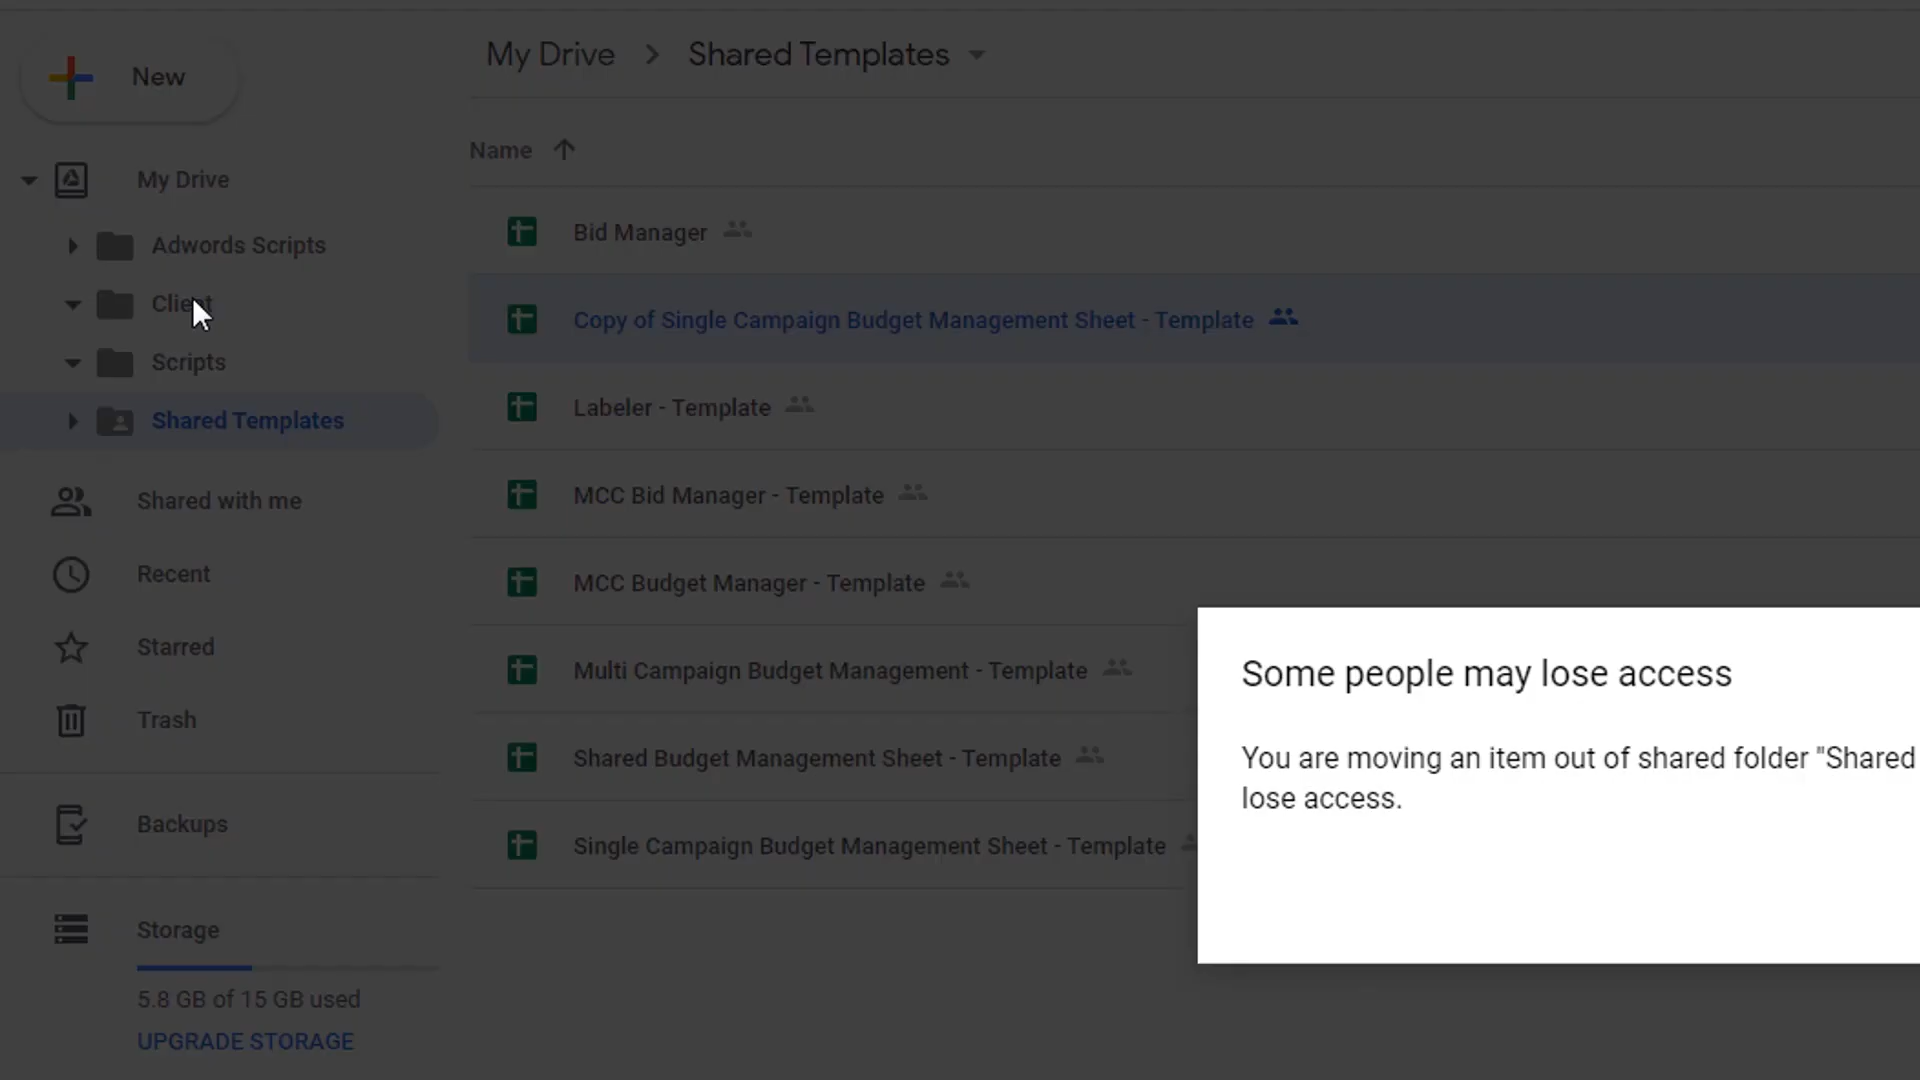 New
My Drive
Adwords Scripts
Client
Scripts
Shared Templates
Shared with me
Recent
Starred
Trash
Backups
Storage
5.8 GB of 15 GB used
UPGRADE STORAGE
My Drive > Shared Templates
Name
Bid Manager
Copy of Single Campaign Budget Management Sheet - Template
Labeler - Template
MCC Bid Manager - Template
MCC Budget Manager - Template
Multi Campaign Budget Management - Template
Shared Budget Management Sheet - Template
Single Campaign Budget Management Sheet - Template
Some people may lose access
You are moving an item out of shared folder "Shared
lose access.